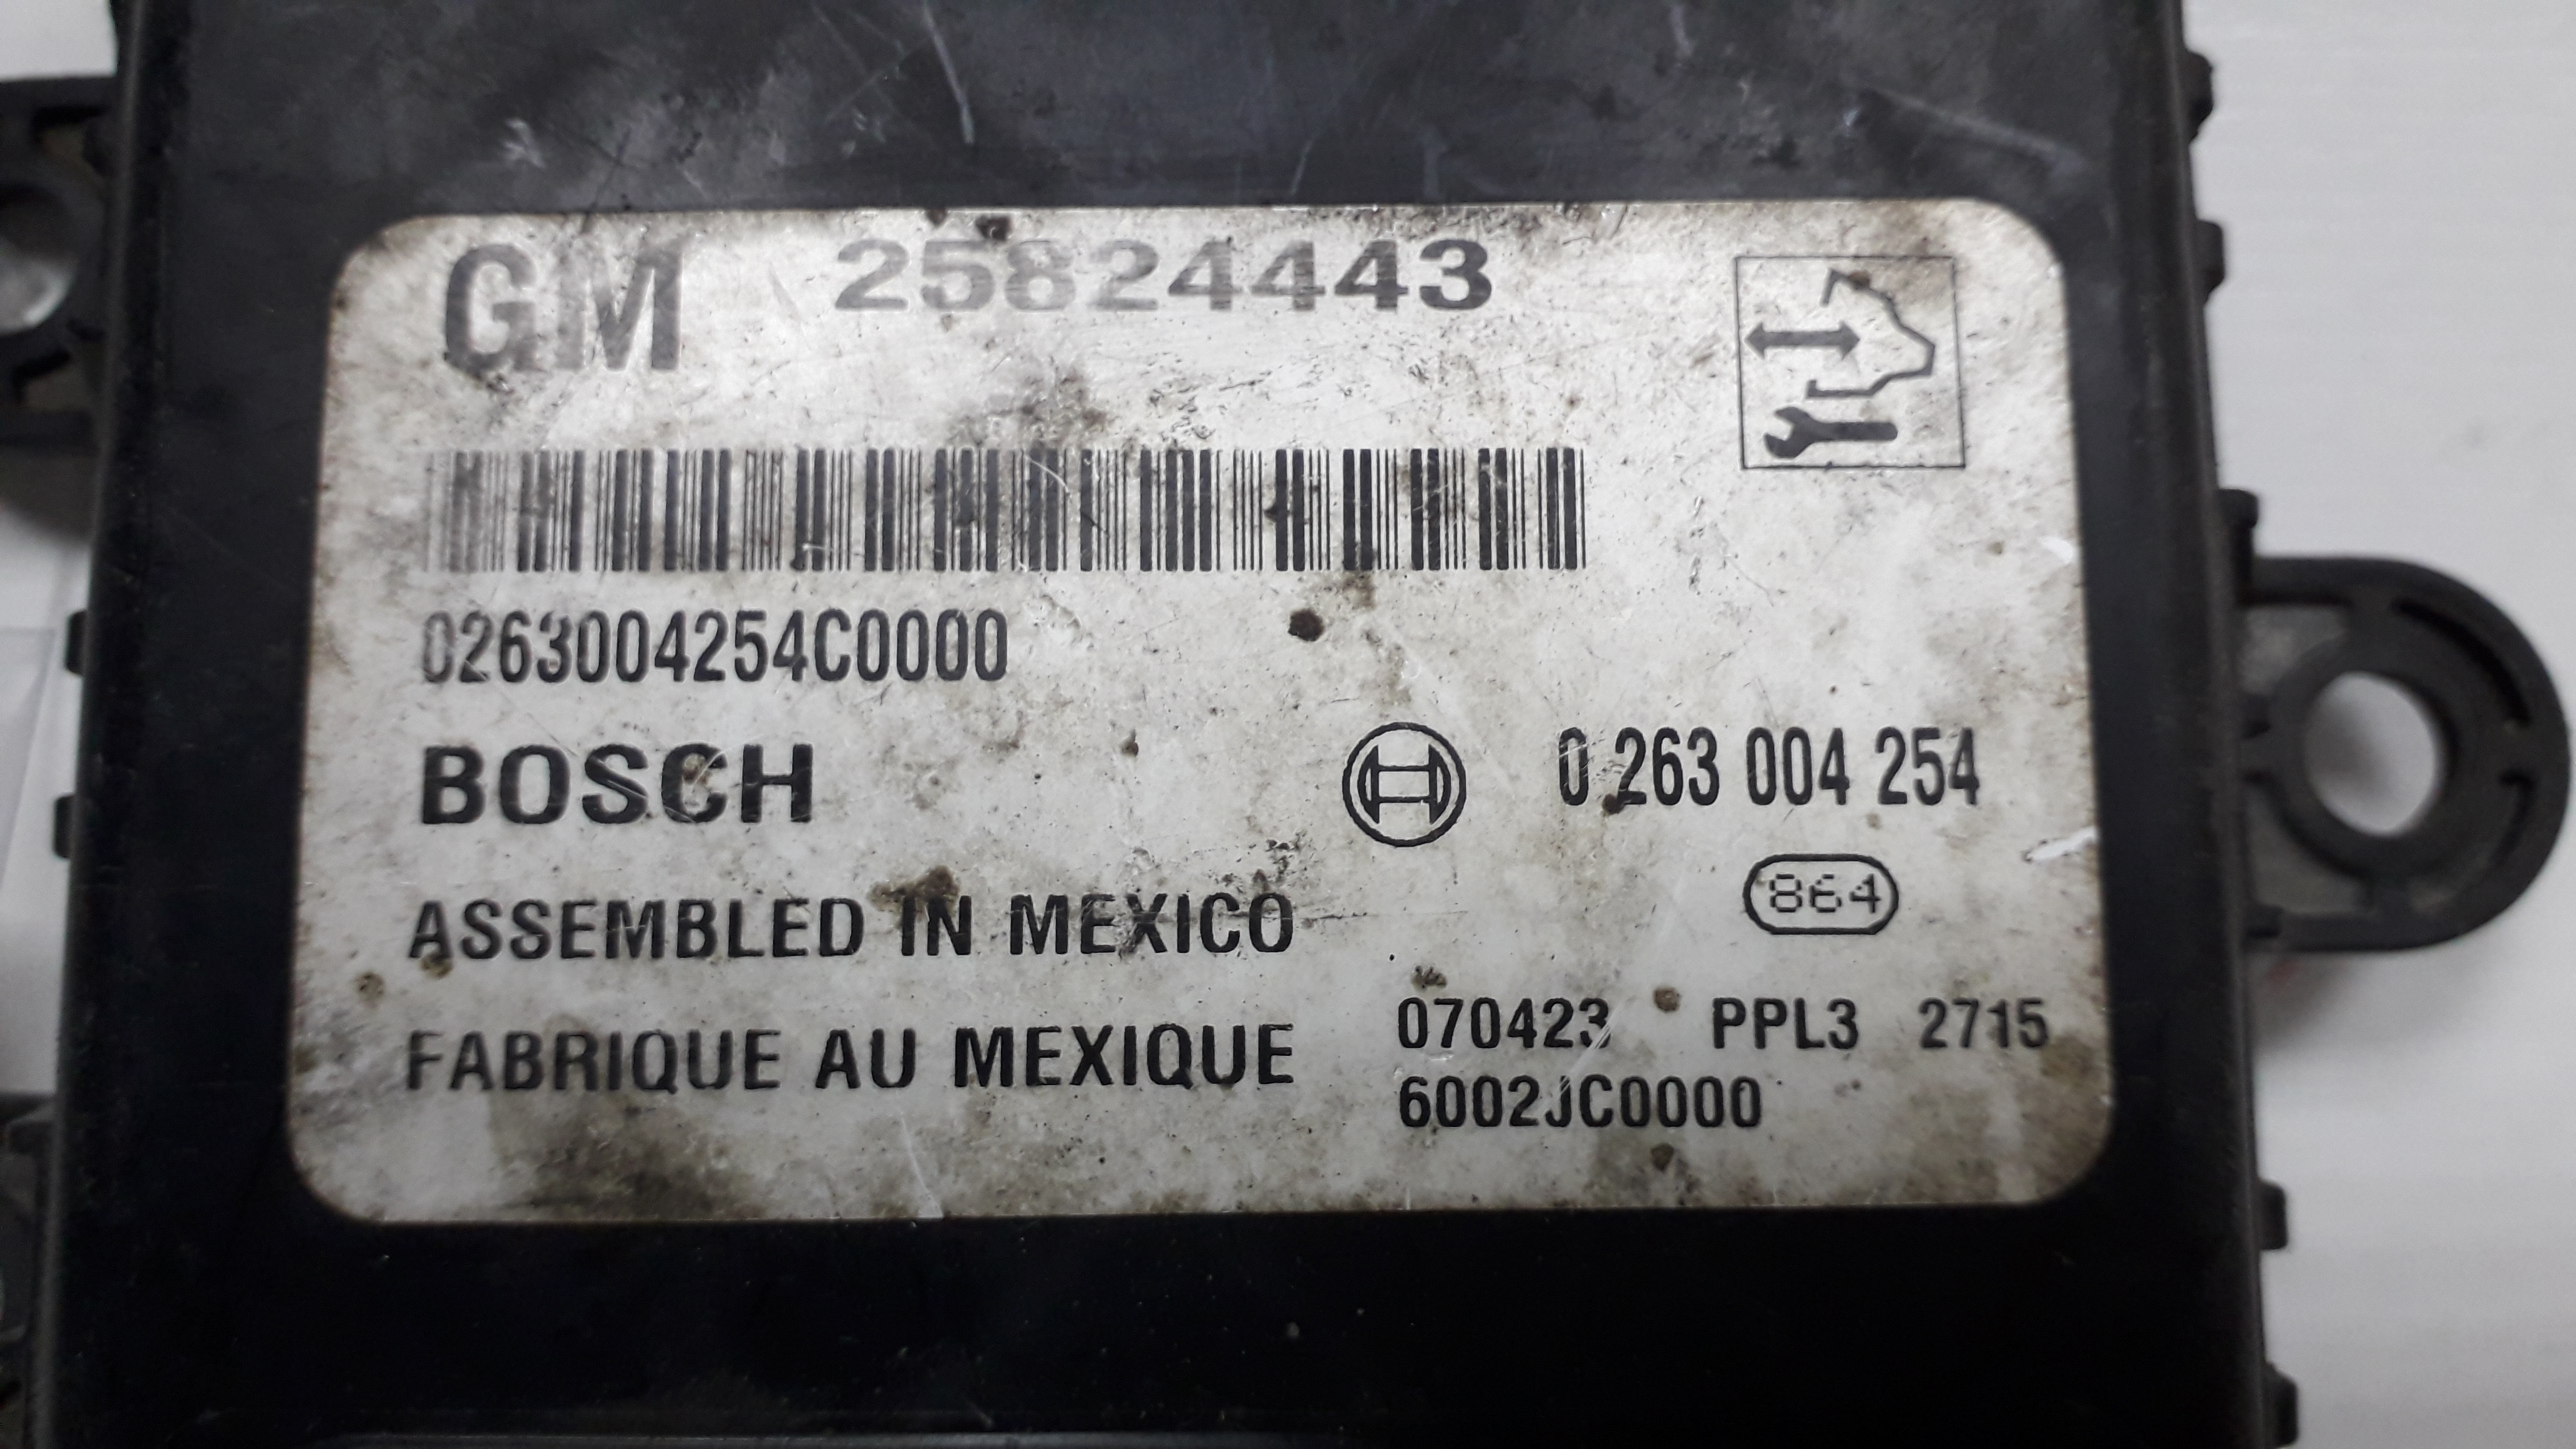 GM 25824443
0263004254C0000
BOSCH 0 263 004 254
864
ASSEMBLED IN MEXICO
FABRIQUE AU MEXIQUE
070423 PPL3 2715
6002JC0000